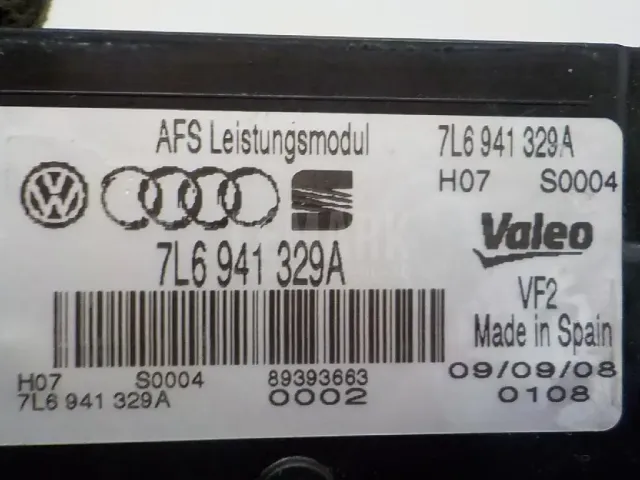 AFS Leistungsmodul
7L6 941 329A
H07 S0004
7L6 941 329A
Valeo
VF2
Made in Spain
09/09/08
0108
H07 S0004 89393663
7L6 941 329A 0002